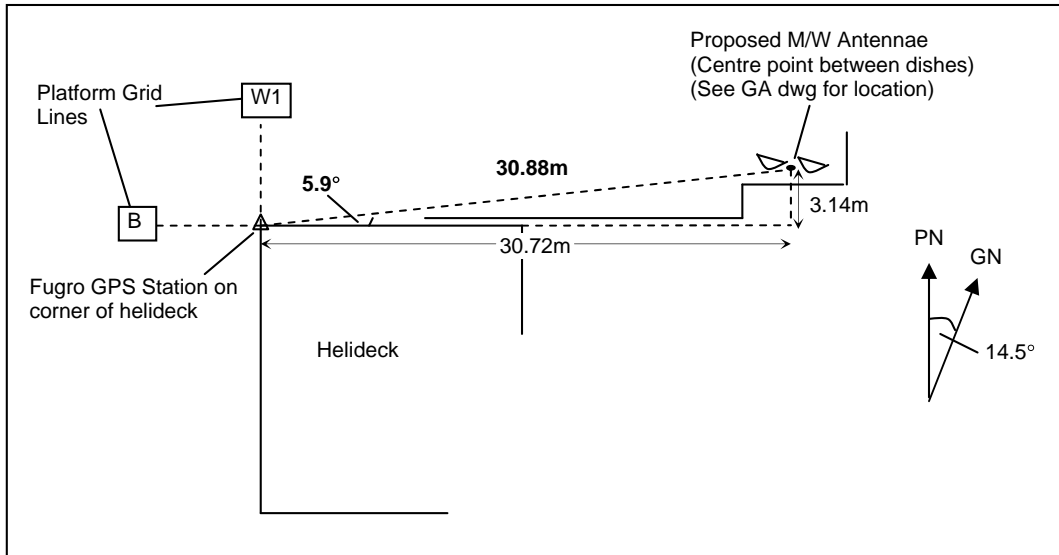 Proposed M/W Antennae
(Centre point between dishes)
(See GA dwg for location)
Platform Grid
Lines
W1
30.88m
5.9°
B
3.14m
30.72m
PN
GN
Fugro GPS Station on
corner of helideck
Helideck
14.5°